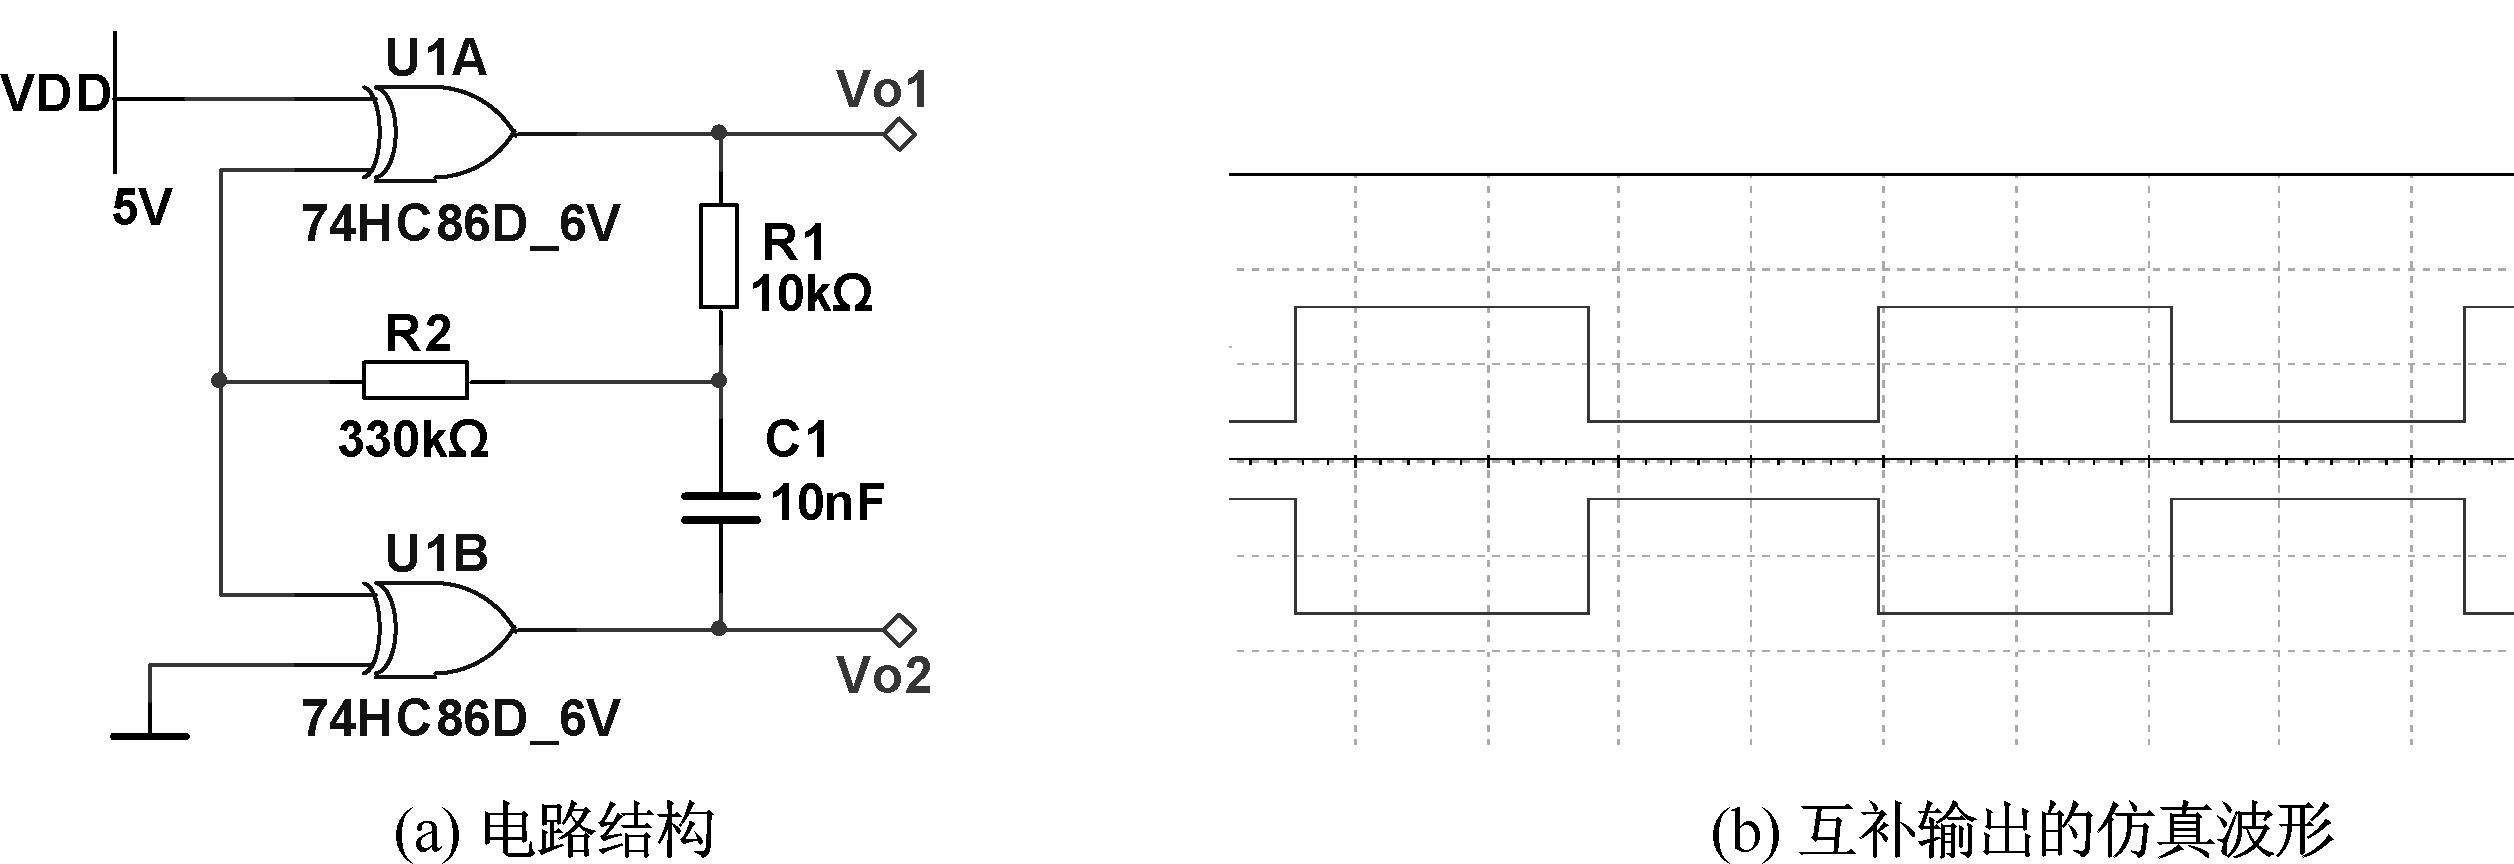 U1A
VDD
Vo1
5V
74HC86D_6V
R1
10kΩ
R2
330kΩ
C1
10nF
U1B
Vo2
74HC86D_6V
(a) 电路结构
(b) 互补输出的仿真波形